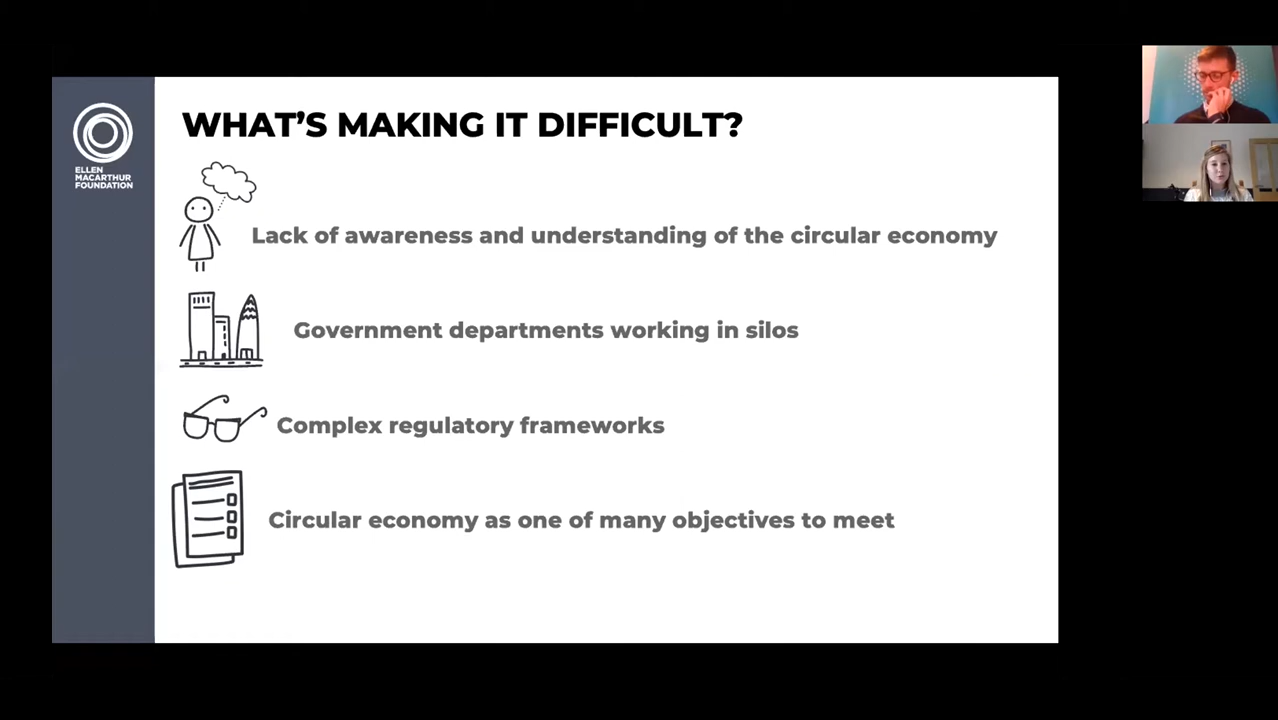 ELLEN
MACARTHUR
FOUNDATION
WHAT'S MAKING IT DIFFICULT?
Lack of awareness and understanding of the circular economy
Government departments working in silos
Complex regulatory frameworks
Circular economy as one of many objectives to meet